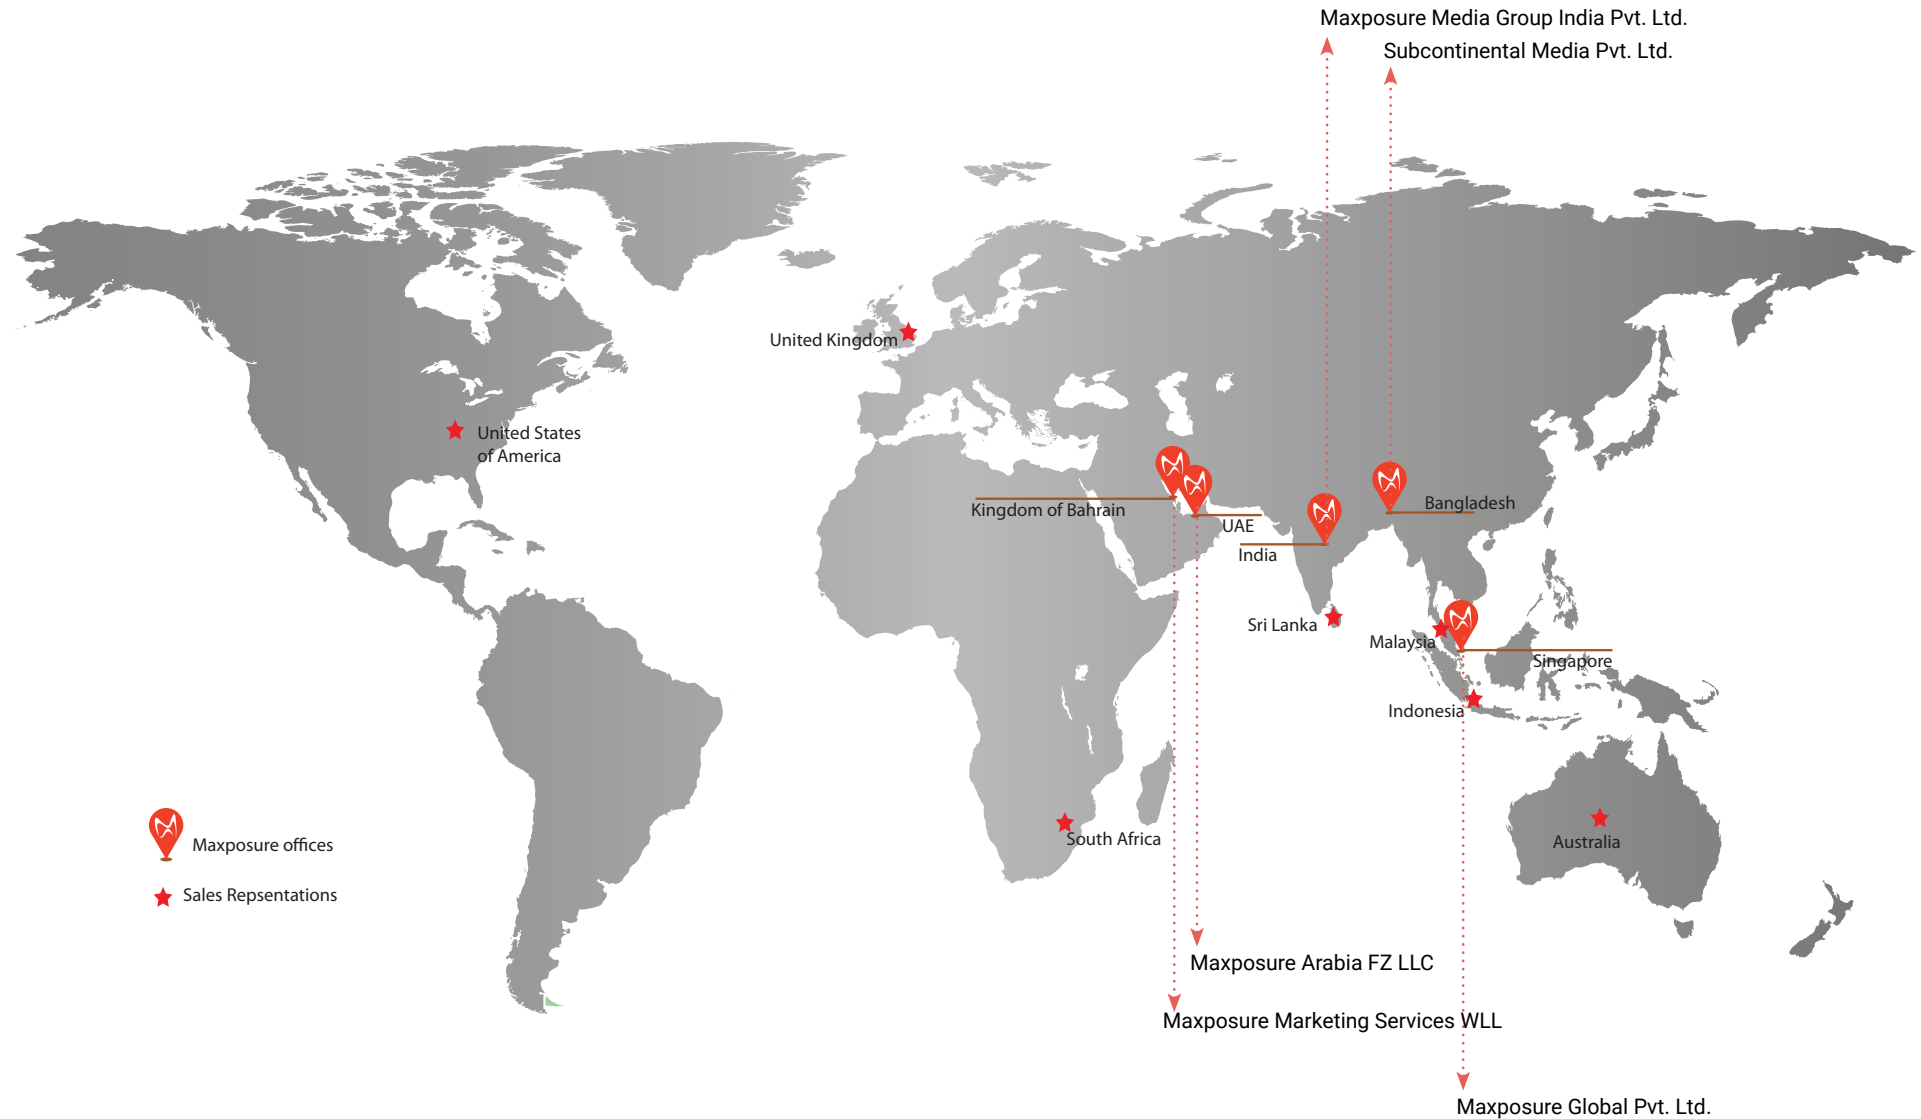 Maxposure Media Group India Pvt. Ltd.
Subcontinental Media Pvt. Ltd.
United Kingdom
United States
of America
Kingdom of Bahrain
UAE
India
Bangladesh
Sri Lanka
Malaysia
Singapore
Indonesia
South Africa
Australia
Maxposure offices
Sales Repsentations
Maxposure Arabia FZ LLC
Maxposure Marketing Services WLL
Maxposure Global Pvt. Ltd.